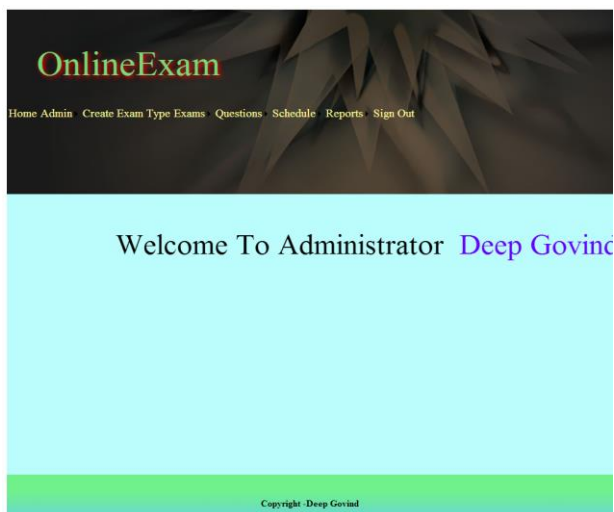 OnlineExam
Home Admin Create Exam Type Exams Questions Schedule Reports Sign Out
Welcome To Administrator Deep Govind
Copyright -Deep Govind